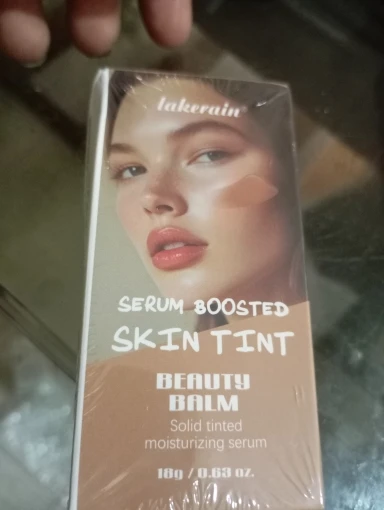 lakerain
SERUM BOOSTED
SKIN TINT
BEAUTY
BALM
Solid tinted
moisturizing serum
18g / 0.63 oz.